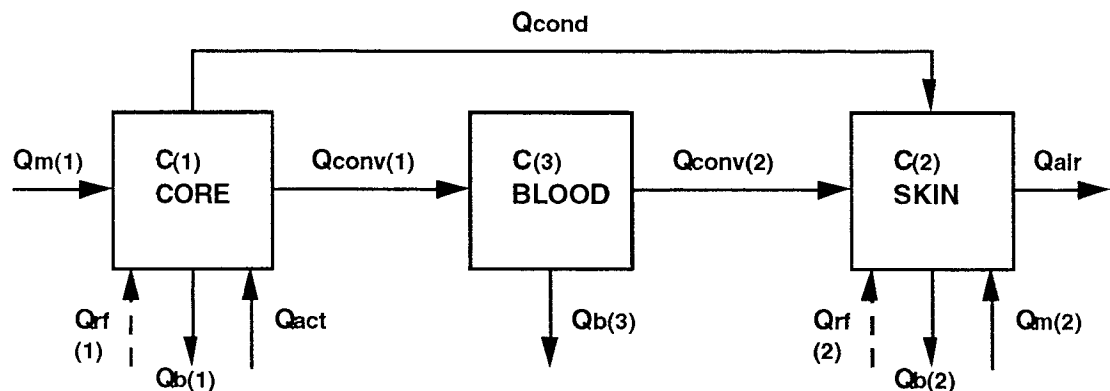 Qcond
Qm(1)
C(1)
CORE
Qconv(1)
C(3)
BLOOD
Qconv(2)
C(2)
SKIN
Qair
Qrf
(1)
Qb(1)
Qact
Qb(3)
Qrf
(2)
Qb(2)
Qm(2)